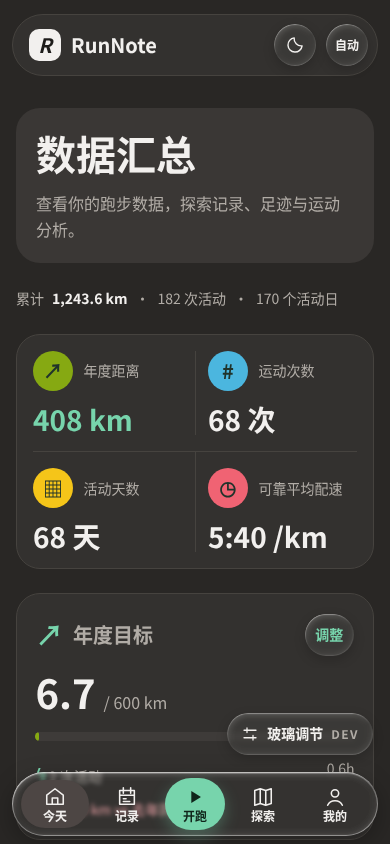 R RunNote 自动
数据汇总
查看你的跑步数据，探索记录、足迹与运动
分析。
累计 1,243.6 km · 182 次活动 · 170 个活动日
年度距离
408 km
# 运动次数
68 次
活动天数
68 天
可靠平均配速
5:40 /km
年度目标 调整
6.7 / 600 km
玻璃调节 DEV
0.6h
今天 记录 开跑 探索 我的